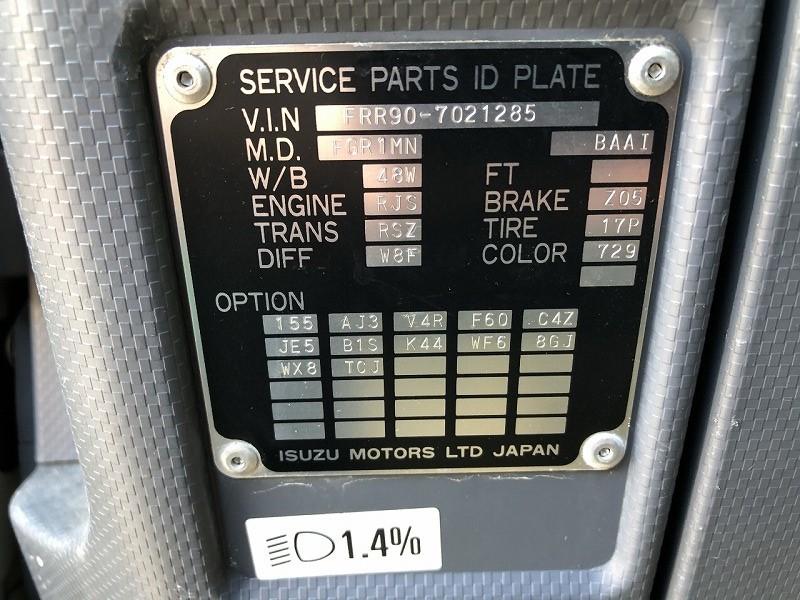 SERVICE PARTS ID PLATE
V.I.N FRR90-7021285
M.D. FGR1MN BAAI
W/B 48W FT
ENGINE RJS BRAKE Z05
TRANS RSZ TIRE 17P
DIFF W8F COLOR 729
OPTION
155 AJ3 V4R F60 C4Z
JE5 B1S K44 WF6 8GJ
WX8 TCJ
ISUZU MOTORS LTD JAPAN
1.4%